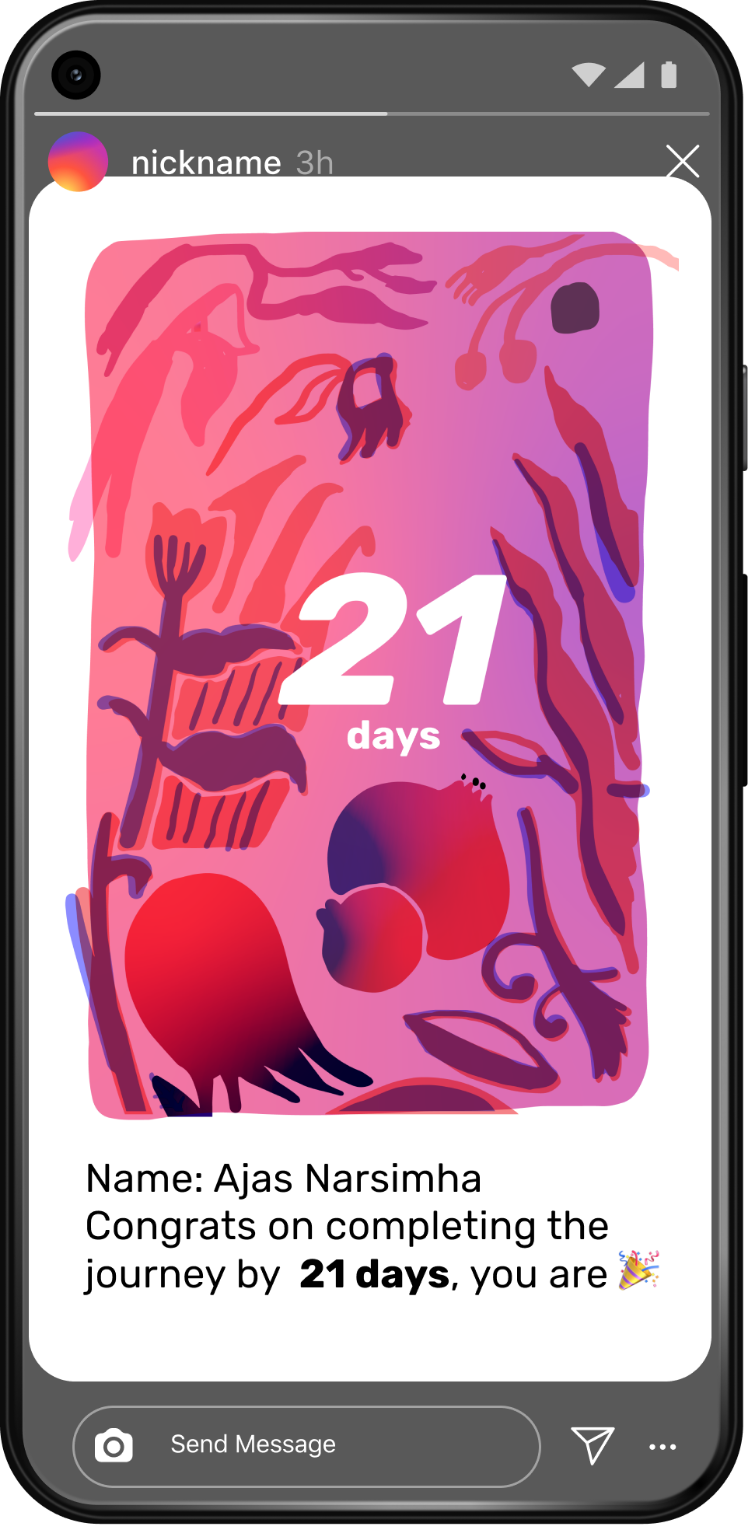 nickname 3h
21
days
Name: Ajas Narsimha
Congrats on completing the
journey by 21 days, you are 🎉
Send Message